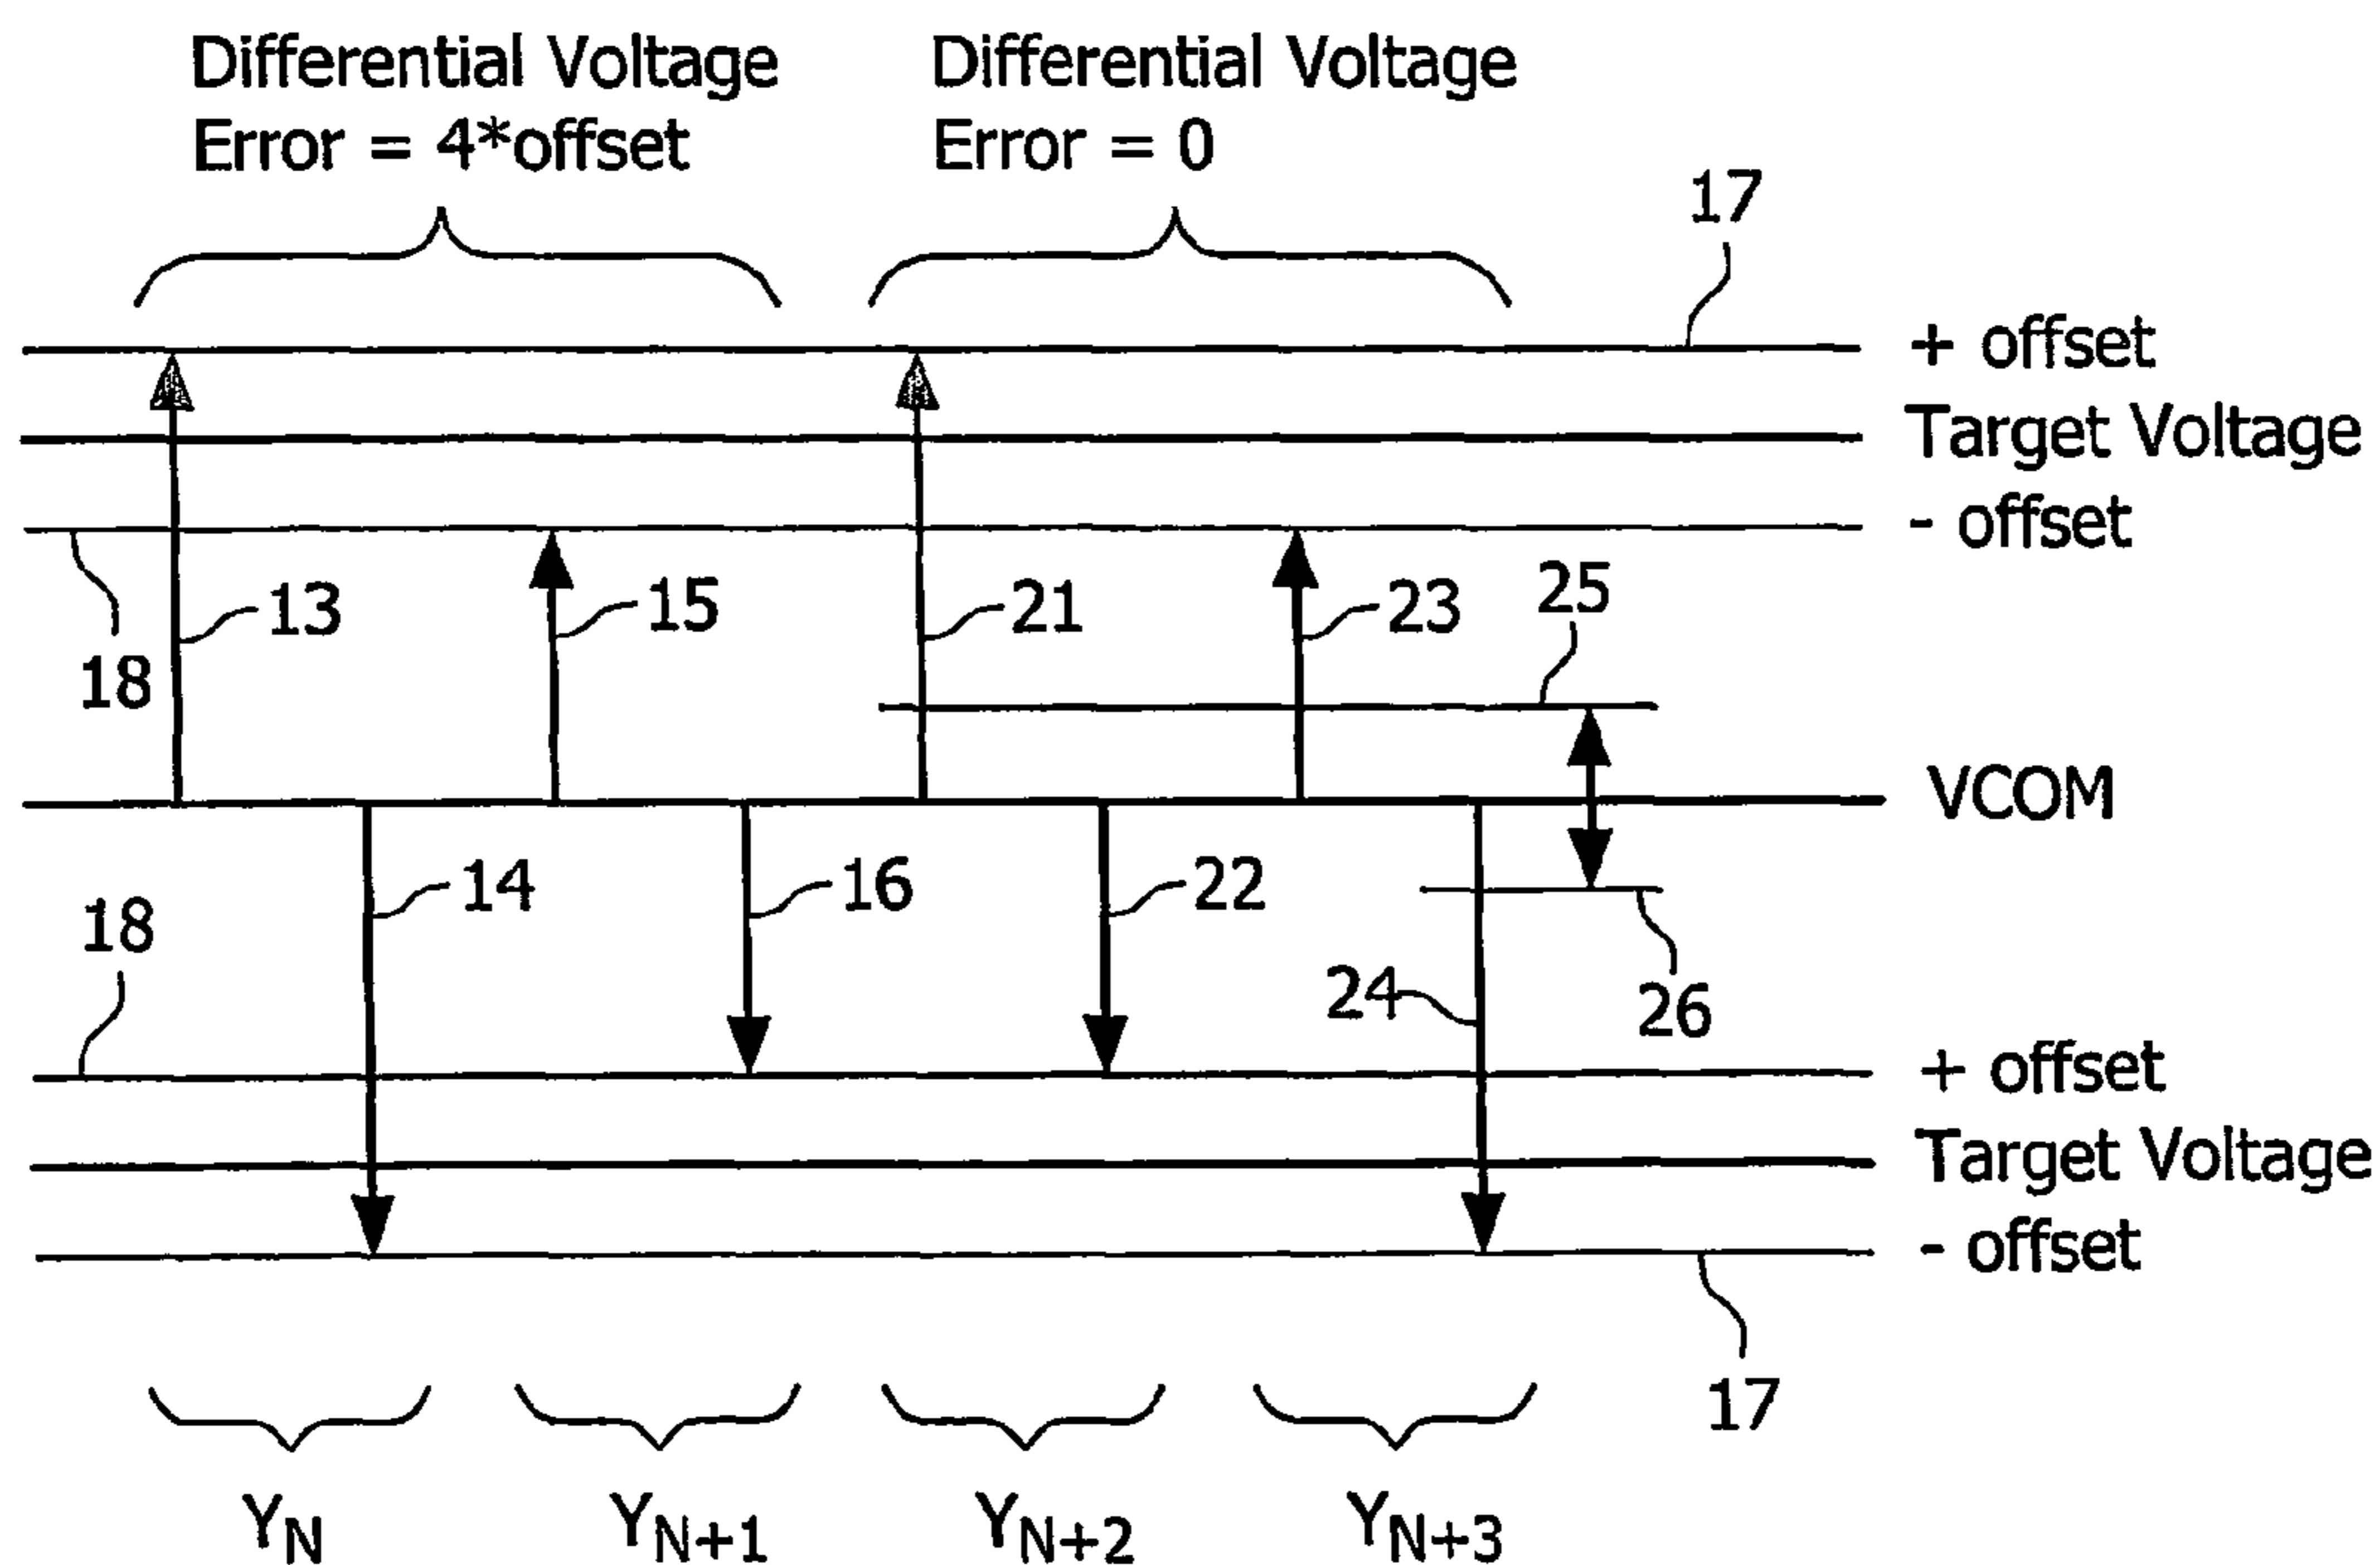 Differential Voltage
Error = 4*offset
Differential Voltage
Error = 0
17
+ offset
Target Voltage
- offset
18
13
15
21
23
25
VCOM
18
14
16
22
24
26
+ offset
Target Voltage
- offset
17
YN
YN+1
YN+2
YN+3